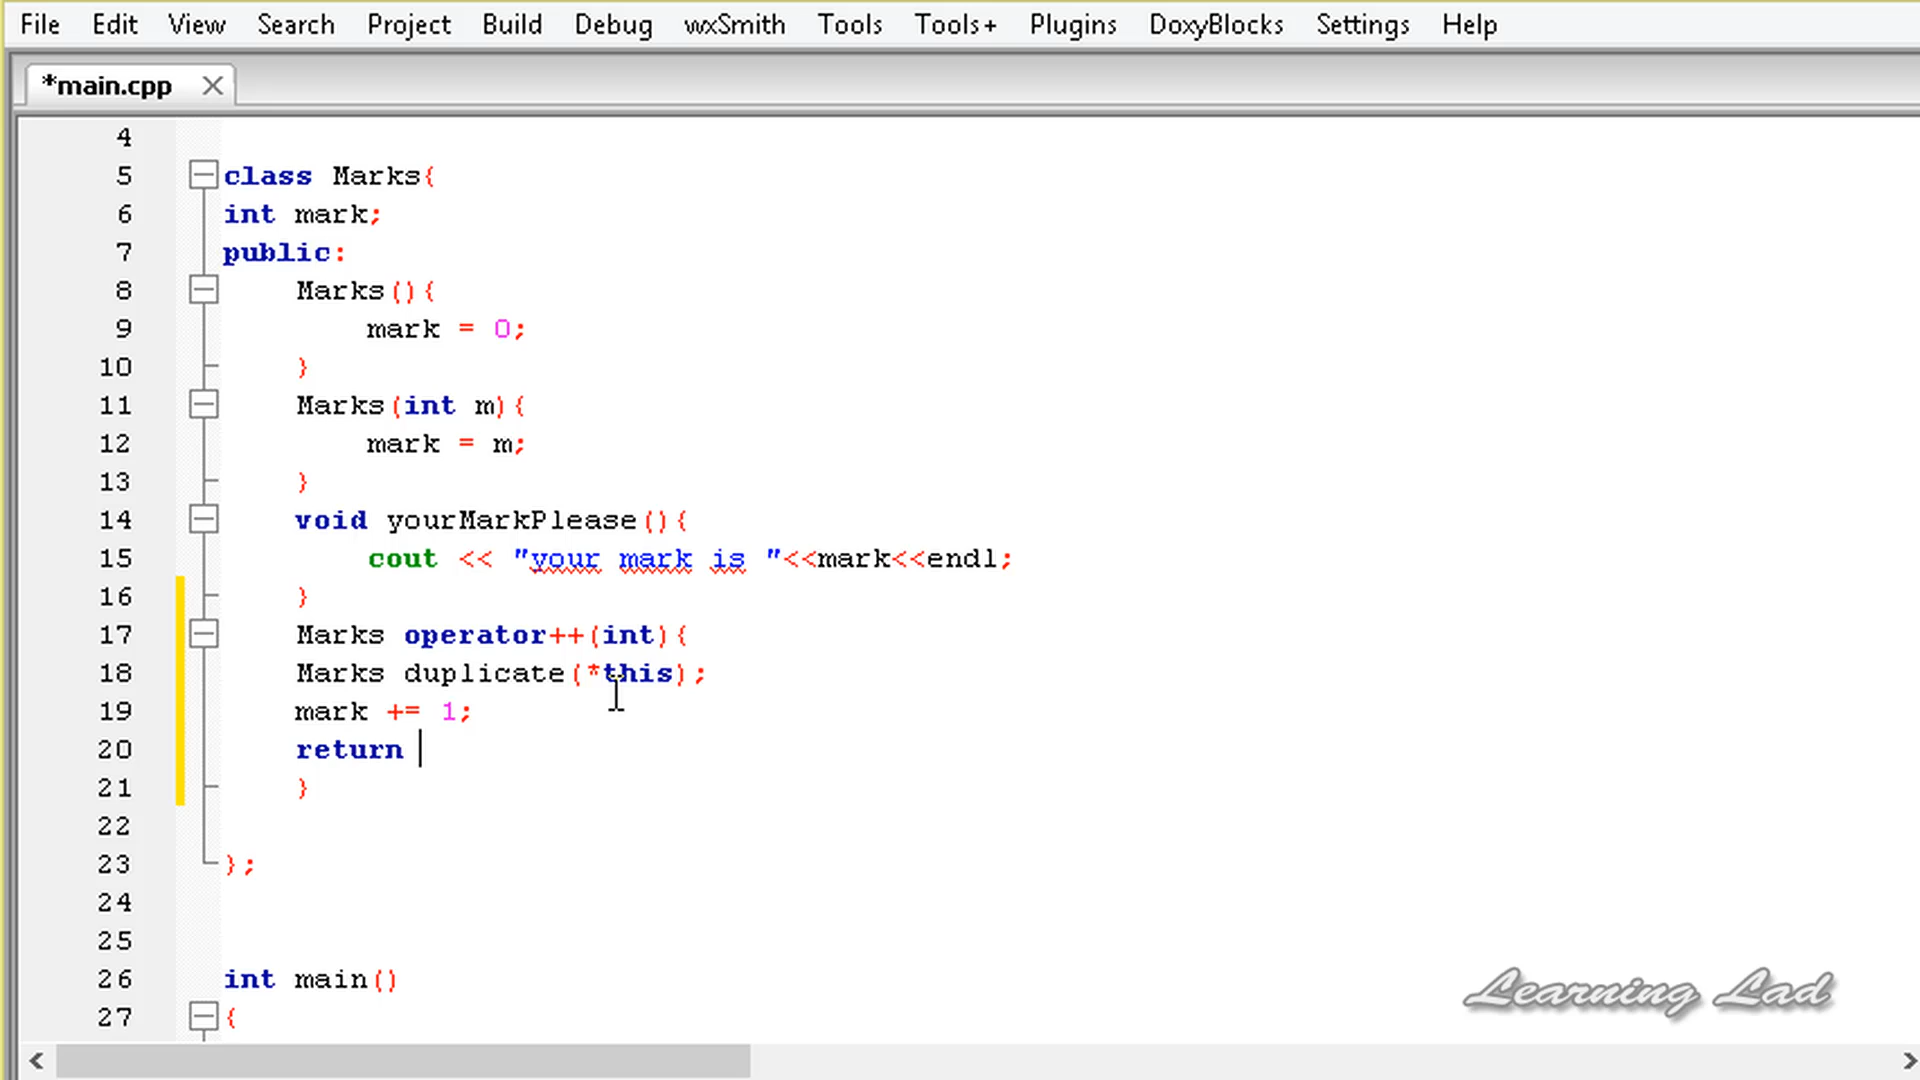 File Edit View Search Project Build Debug wxSmith Tools Tools+ Plugins DoxyBlocks Settings Help
*main.cpp
4
5 class Marks{
6 int mark;
7 public:
8 Marks(){
9 mark = 0;
10 }
11 Marks(int m){
12 mark = m;
13 }
14 void yourMarkPlease(){
15 cout << "your mark is "<<mark<<endl;
16 }
17 Marks operator++(int){
18 Marks duplicate(*this);
19 mark += 1;
20 return
21 }
22
23 };
24
25
26 int main()
27 {
Learning Lad